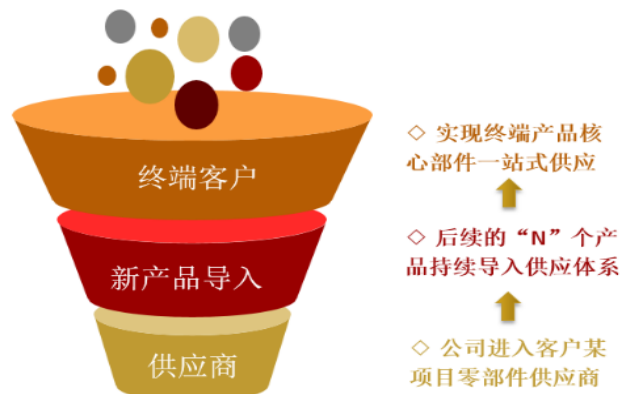 终端客户
新产品导入
供应商
◇ 实现终端产品核
心部件一站式供应
◇ 后续的“N”个产
品持续导入供应体系
◇ 公司进入客户某
项目零部件供应商